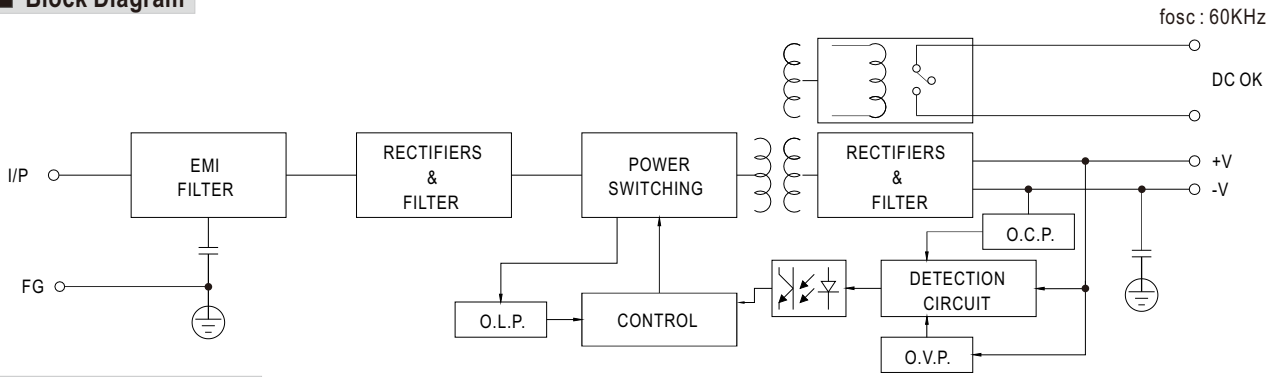 ■ Block Diagram
fosc : 60KHz
DC OK
I/P
EMI
FILTER
RECTIFIERS
&
FILTER
POWER
SWITCHING
RECTIFIERS
&
FILTER
+V
-V
O.C.P.
FG
O.L.P.
CONTROL
DETECTION
CIRCUIT
O.V.P.